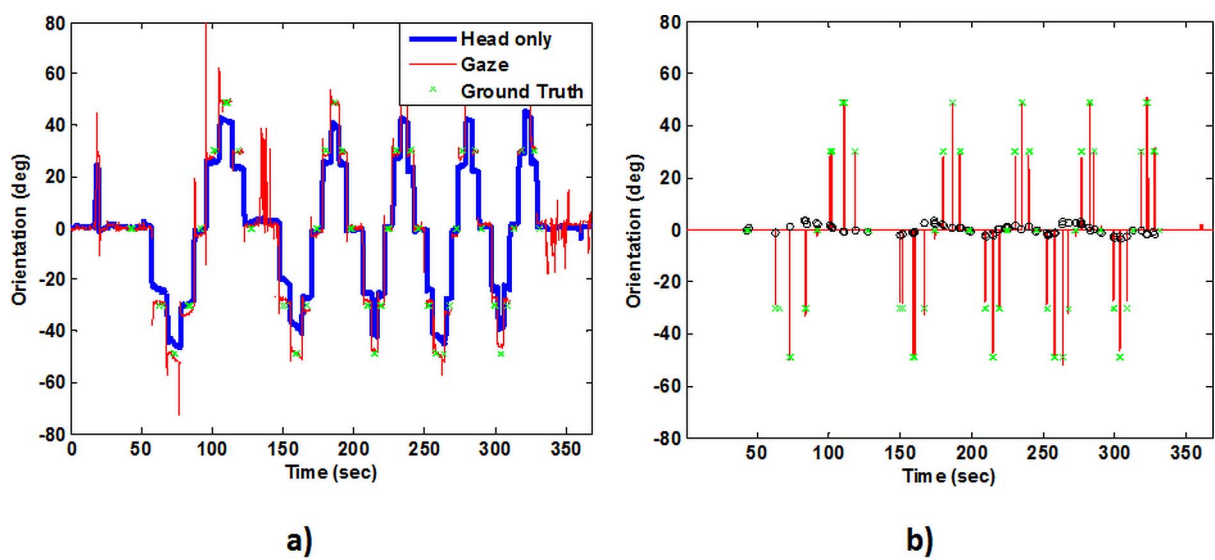 80
60
40
20
0
-20
-40
-60
-80
Orientation (deg)
0 50 100 150 200 250 300 350
Time (sec)
Head only
Gaze
Ground Truth
a)
80
60
40
20
0
-20
-40
-60
-80
Orientation (deg)
50 100 150 200 250 300 350
Time (sec)
b)